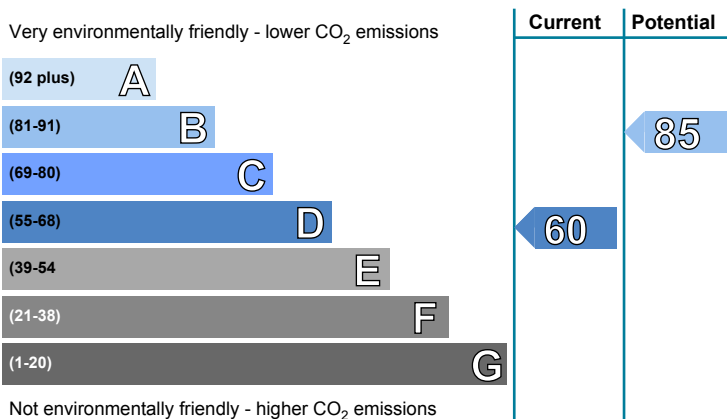 Very environmentally friendly - lower CO2 emissions
Current
Potential
(92 plus) A
(81-91) B
85
(69-80) C
(55-68) D
60
(39-54 E
(21-38) F
(1-20) G
Not environmentally friendly - higher CO2 emissions